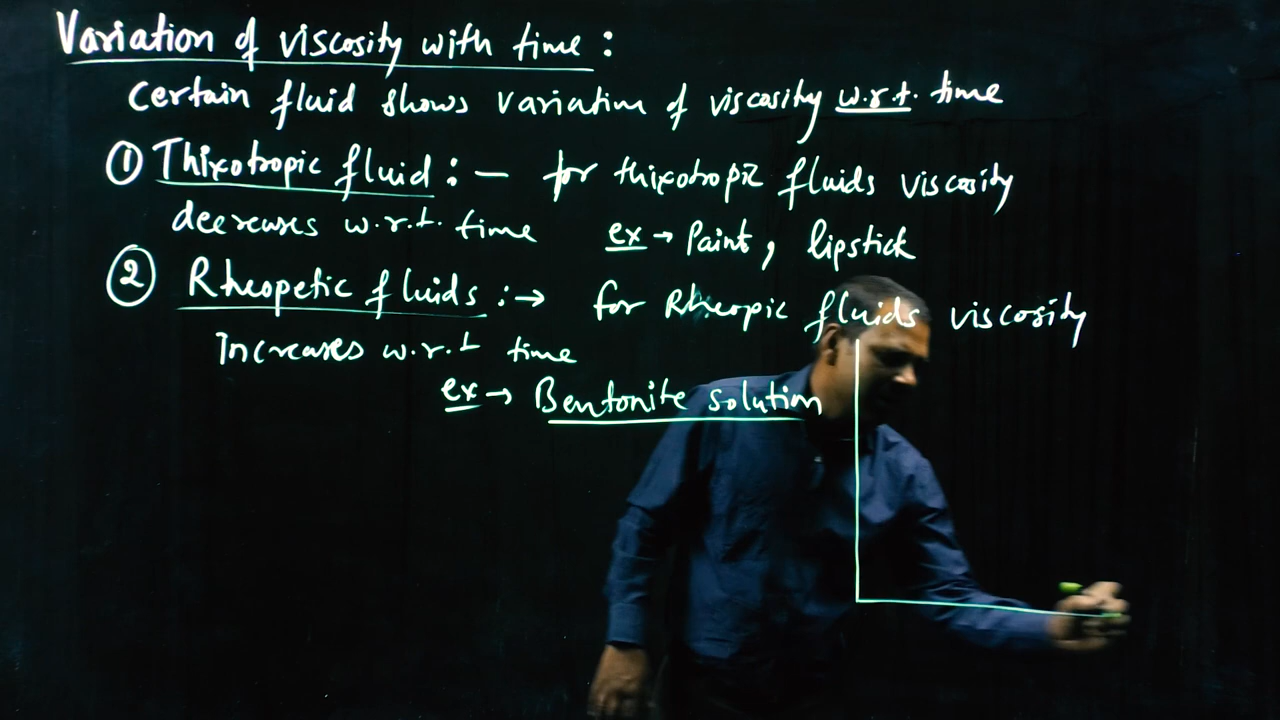 Variation of viscosity with time :
Certain fluid shows variation of viscosity w.r.t. time
① Thixotropic fluid : — for thixotropic fluids viscosity
decreases w.r.t. time ex → Paint, lipstick
② Rheopetic fluids :→ for Rheopic fluids viscosity
Increases w.r.t time
ex → Bentonite solution